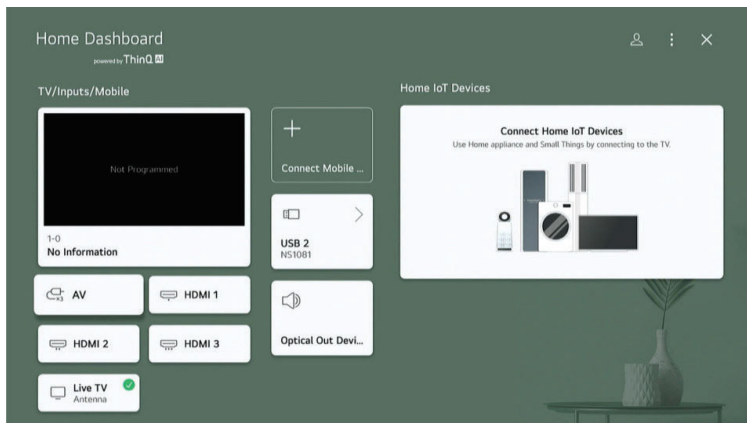 Home Dashboard
powered by ThinQ AI
TV/Inputs/Mobile
Not Programmed
1-0
No Information
AV
x3
HDMI 1
HDMI 2
HDMI 3
Live TV
Antenna
Connect Mobile ...
USB 2
NS1081
Optical Out Devi...
Home IoT Devices
Connect Home IoT Devices
Use Home appliance and Small Things by connecting to the TV.